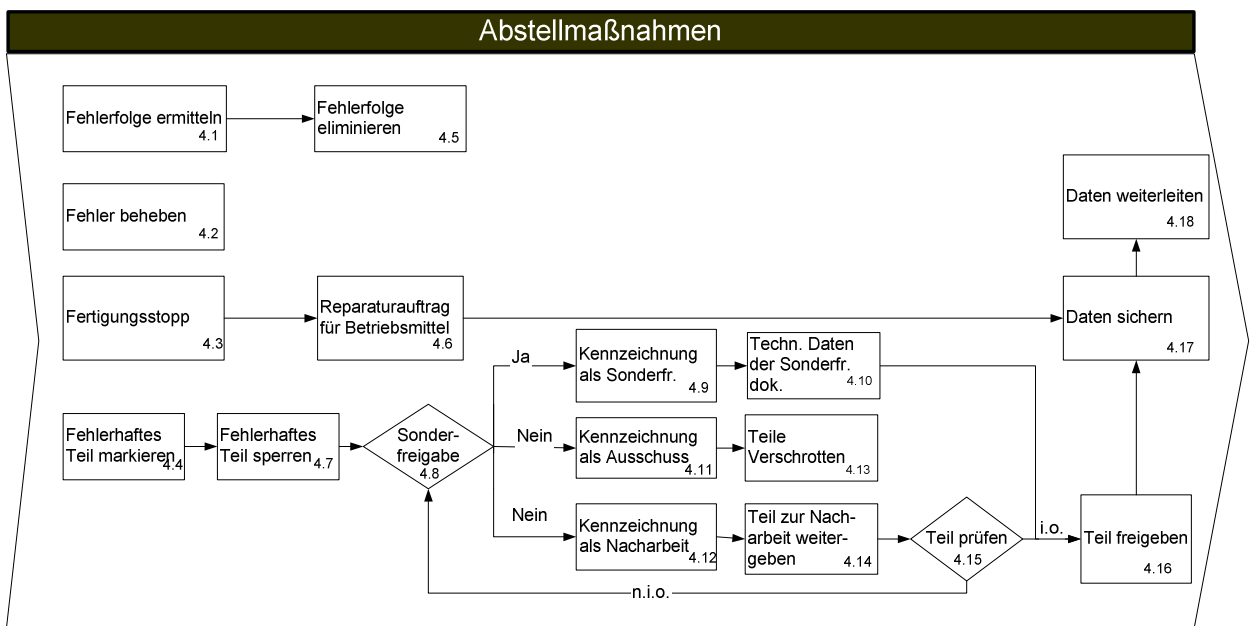 Abstellmaßnahmen
Fehlerfolge ermitteln
4.1
Fehlerfolge
eliminieren
4.5
Fehler beheben
4.2
Daten weiterleiten
4.18
Fertigungsstopp
4.3
Reparaturauftrag
für Betriebsmittel
4.6
Daten sichern
4.17
Fehlerhaftes
Teil markieren
4.4
Fehlerhaftes
Teil sperren
4.7
Sonder-
freigabe
4.8
Ja
Kennzeichnung
als Sonderfr.
4.9
Techn. Daten
der Sonderfr.
dok.
4.10
Nein
Kennzeichnung
als Ausschuss
4.11
Teile
Verschrotten
4.13
Nein
Kennzeichnung
als Nacharbeit
4.12
Teil zur Nach-
arbeit weiter-
geben
4.14
Teil prüfen
4.15
i.o.
Teil freigeben
4.16
n.i.o.